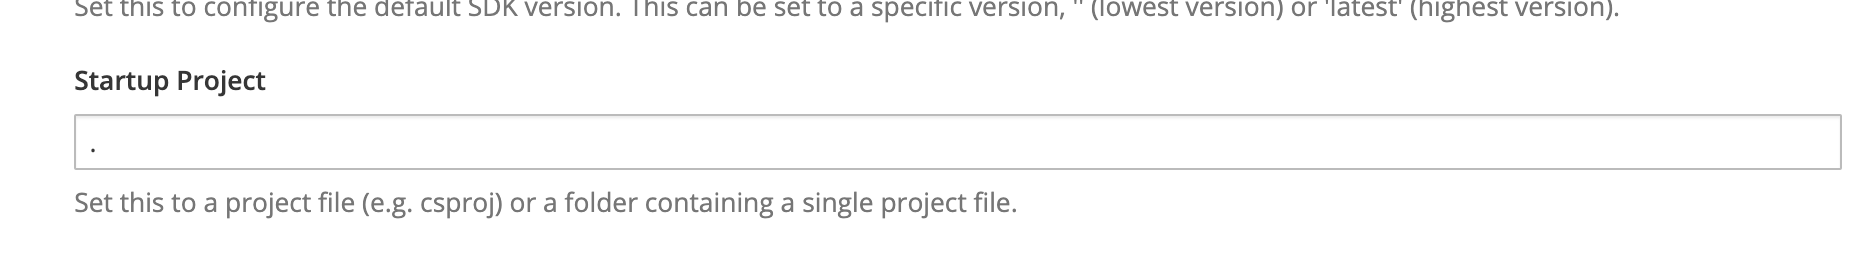 Set this to configure the default SDK version. This can be set to a specific version, '' (lowest version) or 'latest' (highest version).
Startup Project
.
Set this to a project file (e.g. csproj) or a folder containing a single project file.